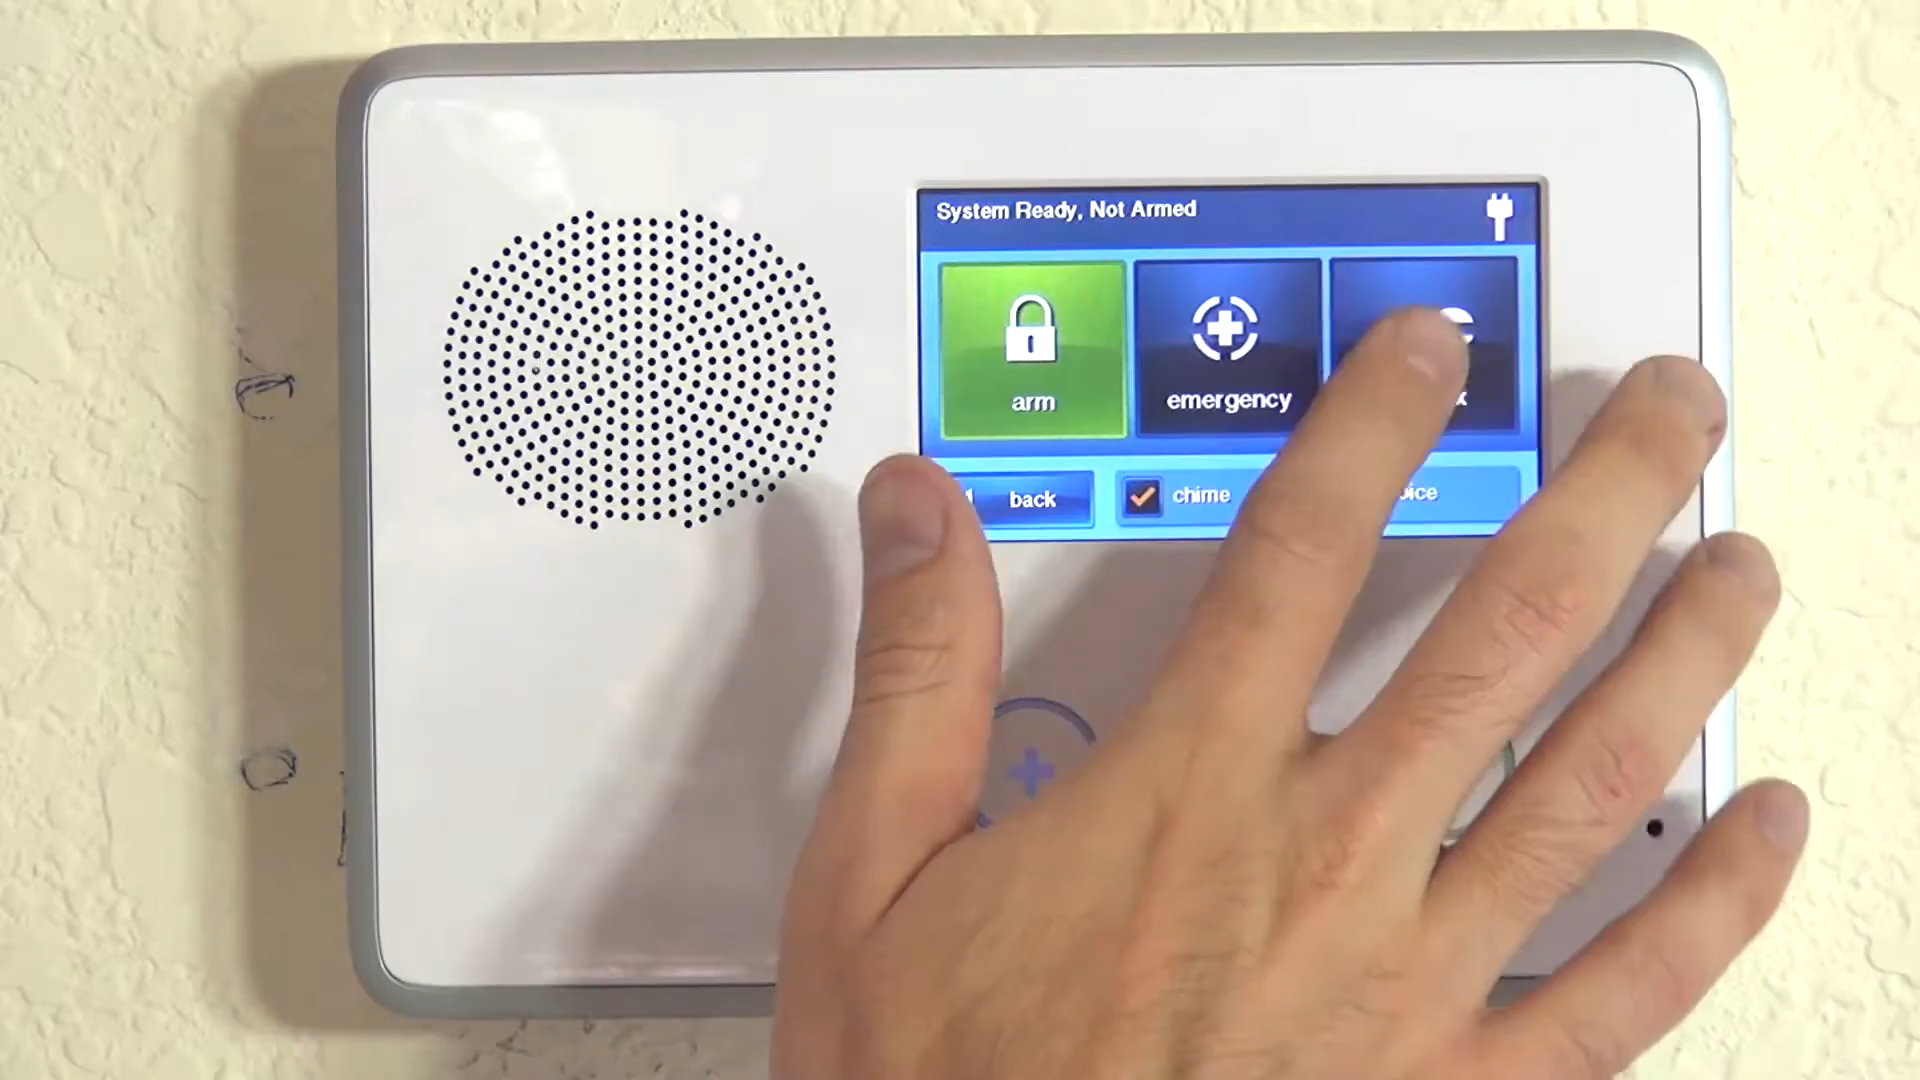 System Ready, Not Armed
arm
emergency
back
chime